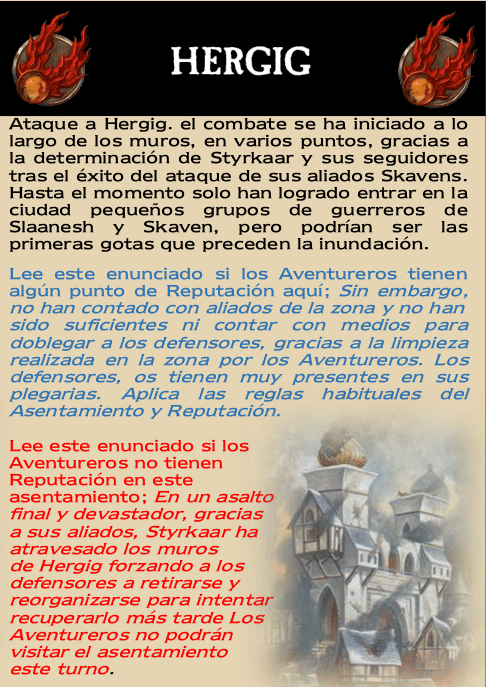 HERGIG
Ataque a Hergig. el combate se ha iniciado a lo
largo de los muros, en varios puntos, gracias a
la determinación de Styrkaar y sus seguidores
tras el éxito del ataque de sus aliados Skavens.
Hasta el momento solo han logrado entrar en la
ciudad pequeños grupos de guerreros de
Slaanesh y Skaven, pero podrían ser las
primeras gotas que preceden la inundación.
Lee este enunciado si los Aventureros tienen
algún punto de Reputación aquí; Sin embargo,
no han contado con aliados de la zona y no han
sido suficientes ni contar con medios para
doblegar a los defensores, gracias a la limpieza
realizada en la zona por los Aventureros. Los
defensores, os tienen muy presentes en sus
plegarias. Aplica las reglas habituales del
Asentamiento y Reputación.
Lee este enunciado si los
Aventureros no tienen
Reputación en este
asentamiento; En un asalto
final y devastador, gracias
a sus aliados, Styrkaar ha
atravesado los muros
de Hergig forzando a los
defensores a retirarse y
reorganizarse para intentar
recuperarlo más tarde Los
Aventureros no podrán
visitar el asentamiento
este turno.